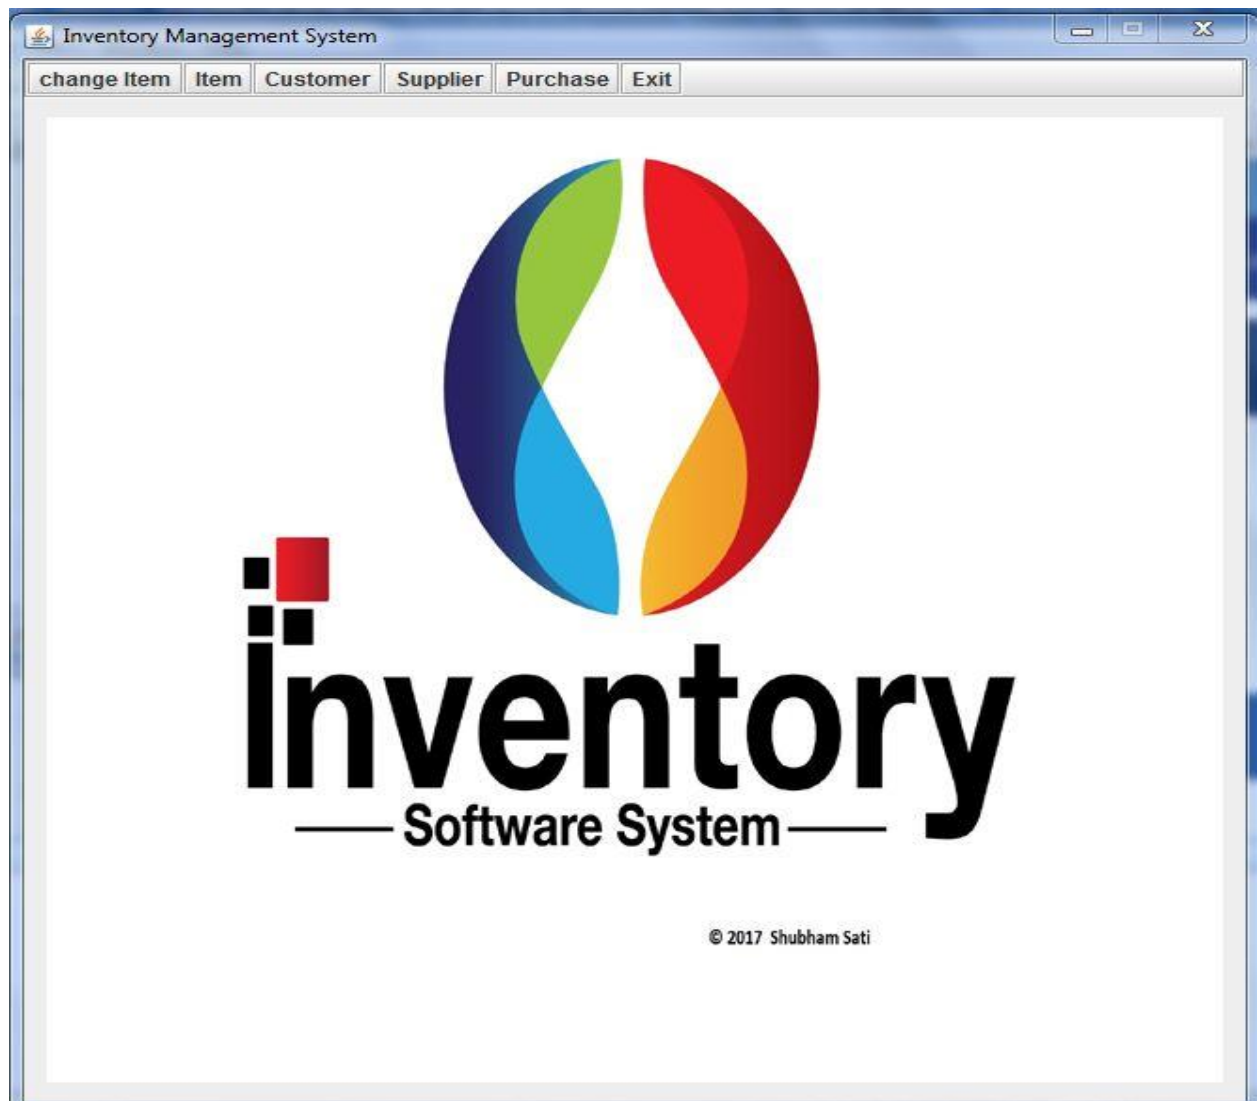 Inventory Management System
change Item Item Customer Supplier Purchase Exit
Inventory
Software System
© 2017 Shubham Sati